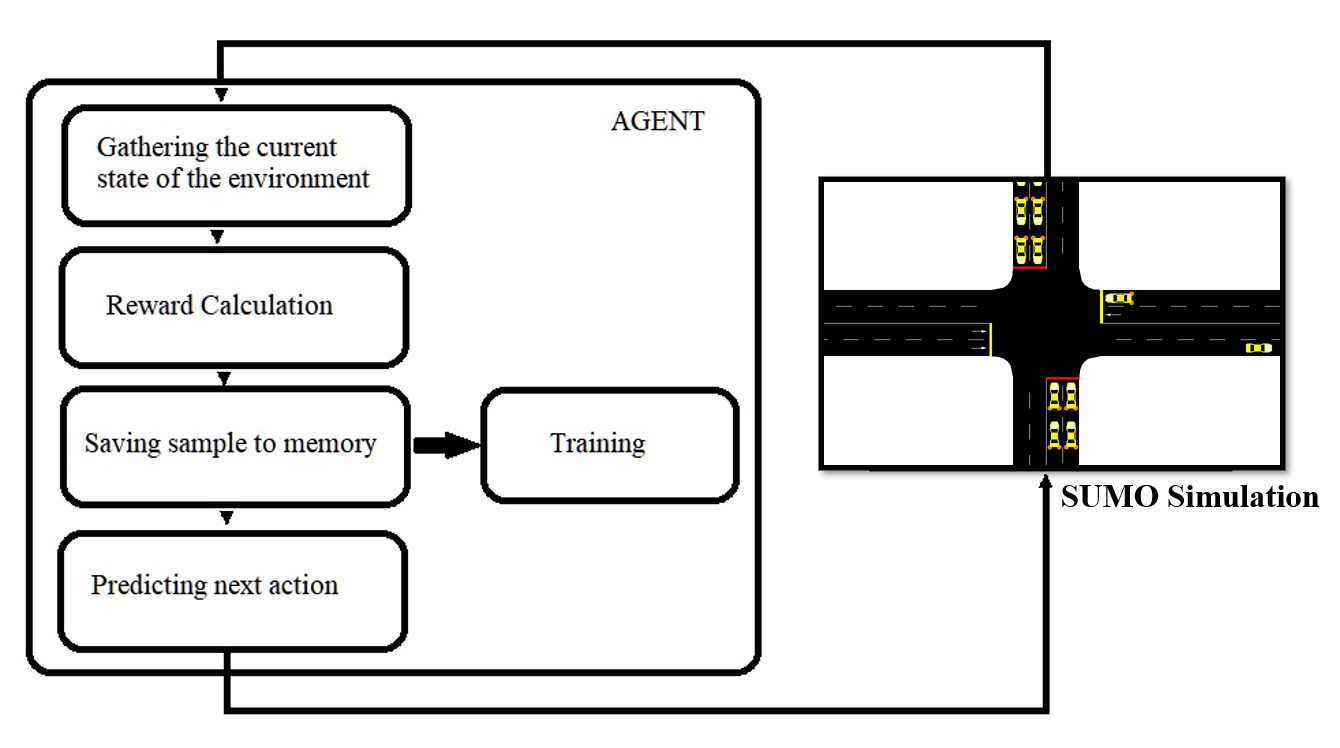 AGENT
Gathering the current
state of the environment
Reward Calculation
Saving sample to memory
Training
Predicting next action
SUMO Simulation